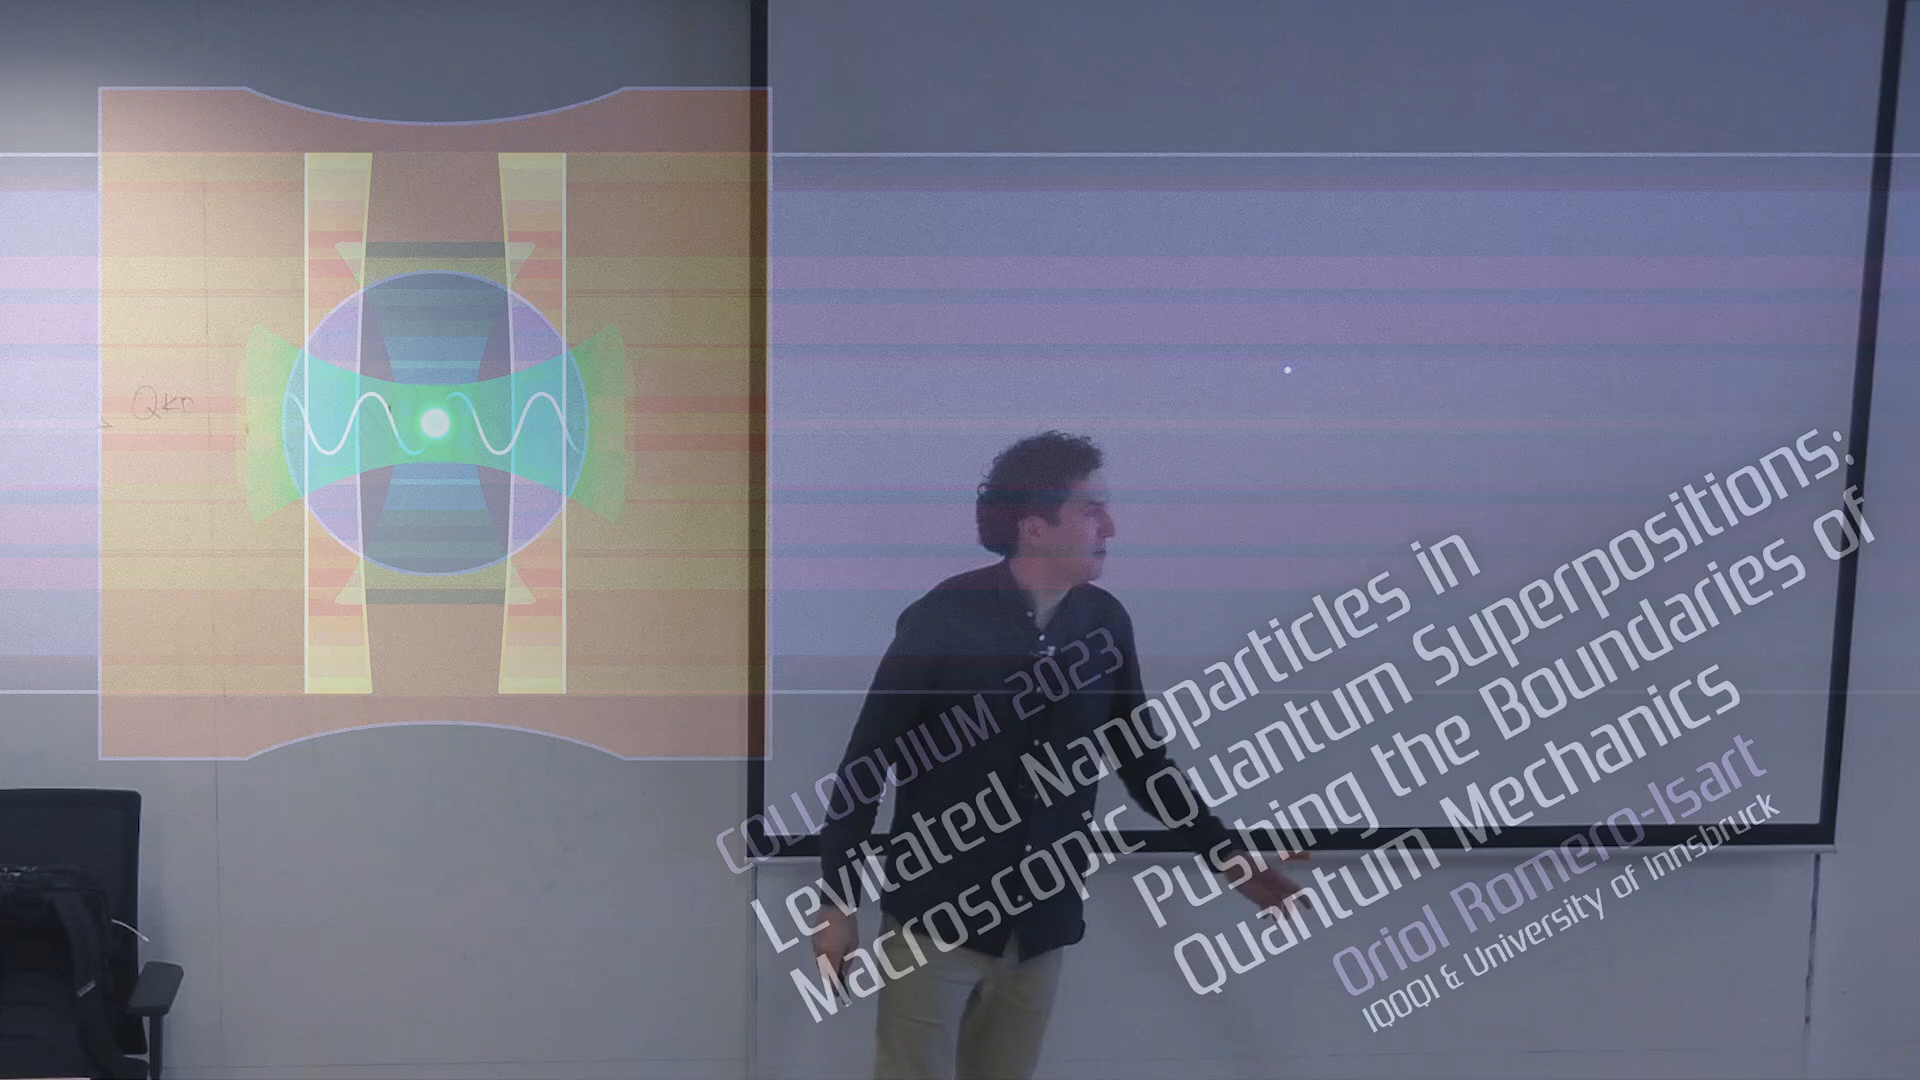 Qkr
COLLOQUIUM 2023
Levitated Nanoparticles in
Macroscopic Quantum Superpositions:
Pushing the Boundaries of
Quantum Mechanics
Oriol Romero-Isart
IQOQI & University of Innsbruck